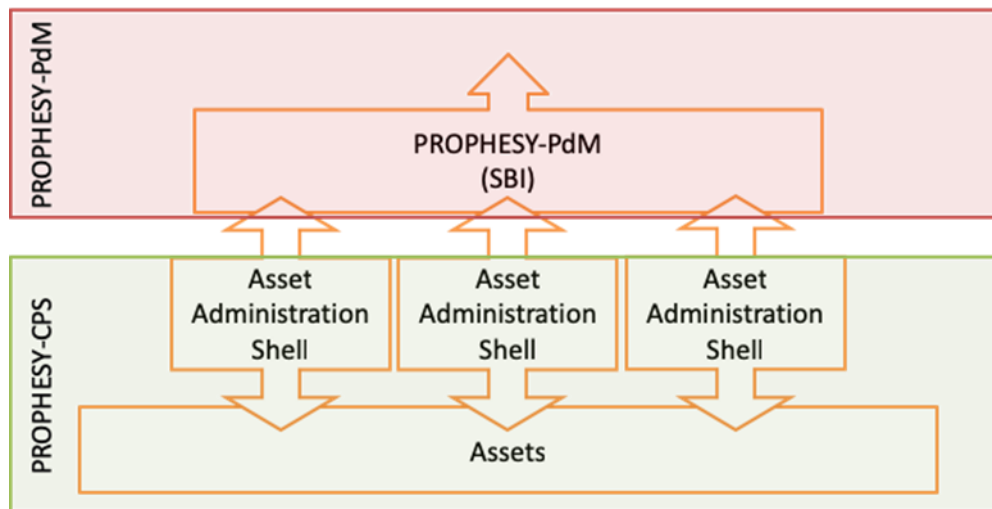 PROPHESY-PdM
PROPHESY-PdM
(SBI)
PROPHESY-CPS
Asset
Administration
Shell
Asset
Administration
Shell
Asset
Administration
Shell
Assets